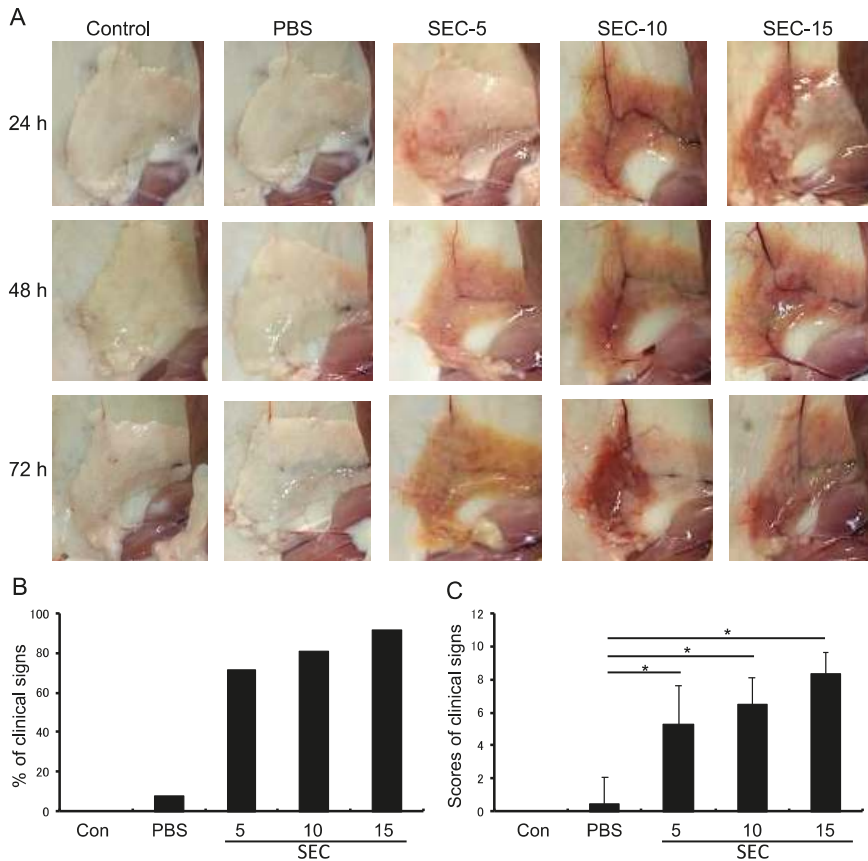 A
Control PBS SEC-5 SEC-10 SEC-15
24 h
48 h
72 h
B
% of clinical signs
100
80
60
40
20
0
Con PBS 5 10 15
SEC
C
Scores of clinical signs
12
10
8
6
4
2
0
* 
*
*
Con PBS 5 10 15
SEC